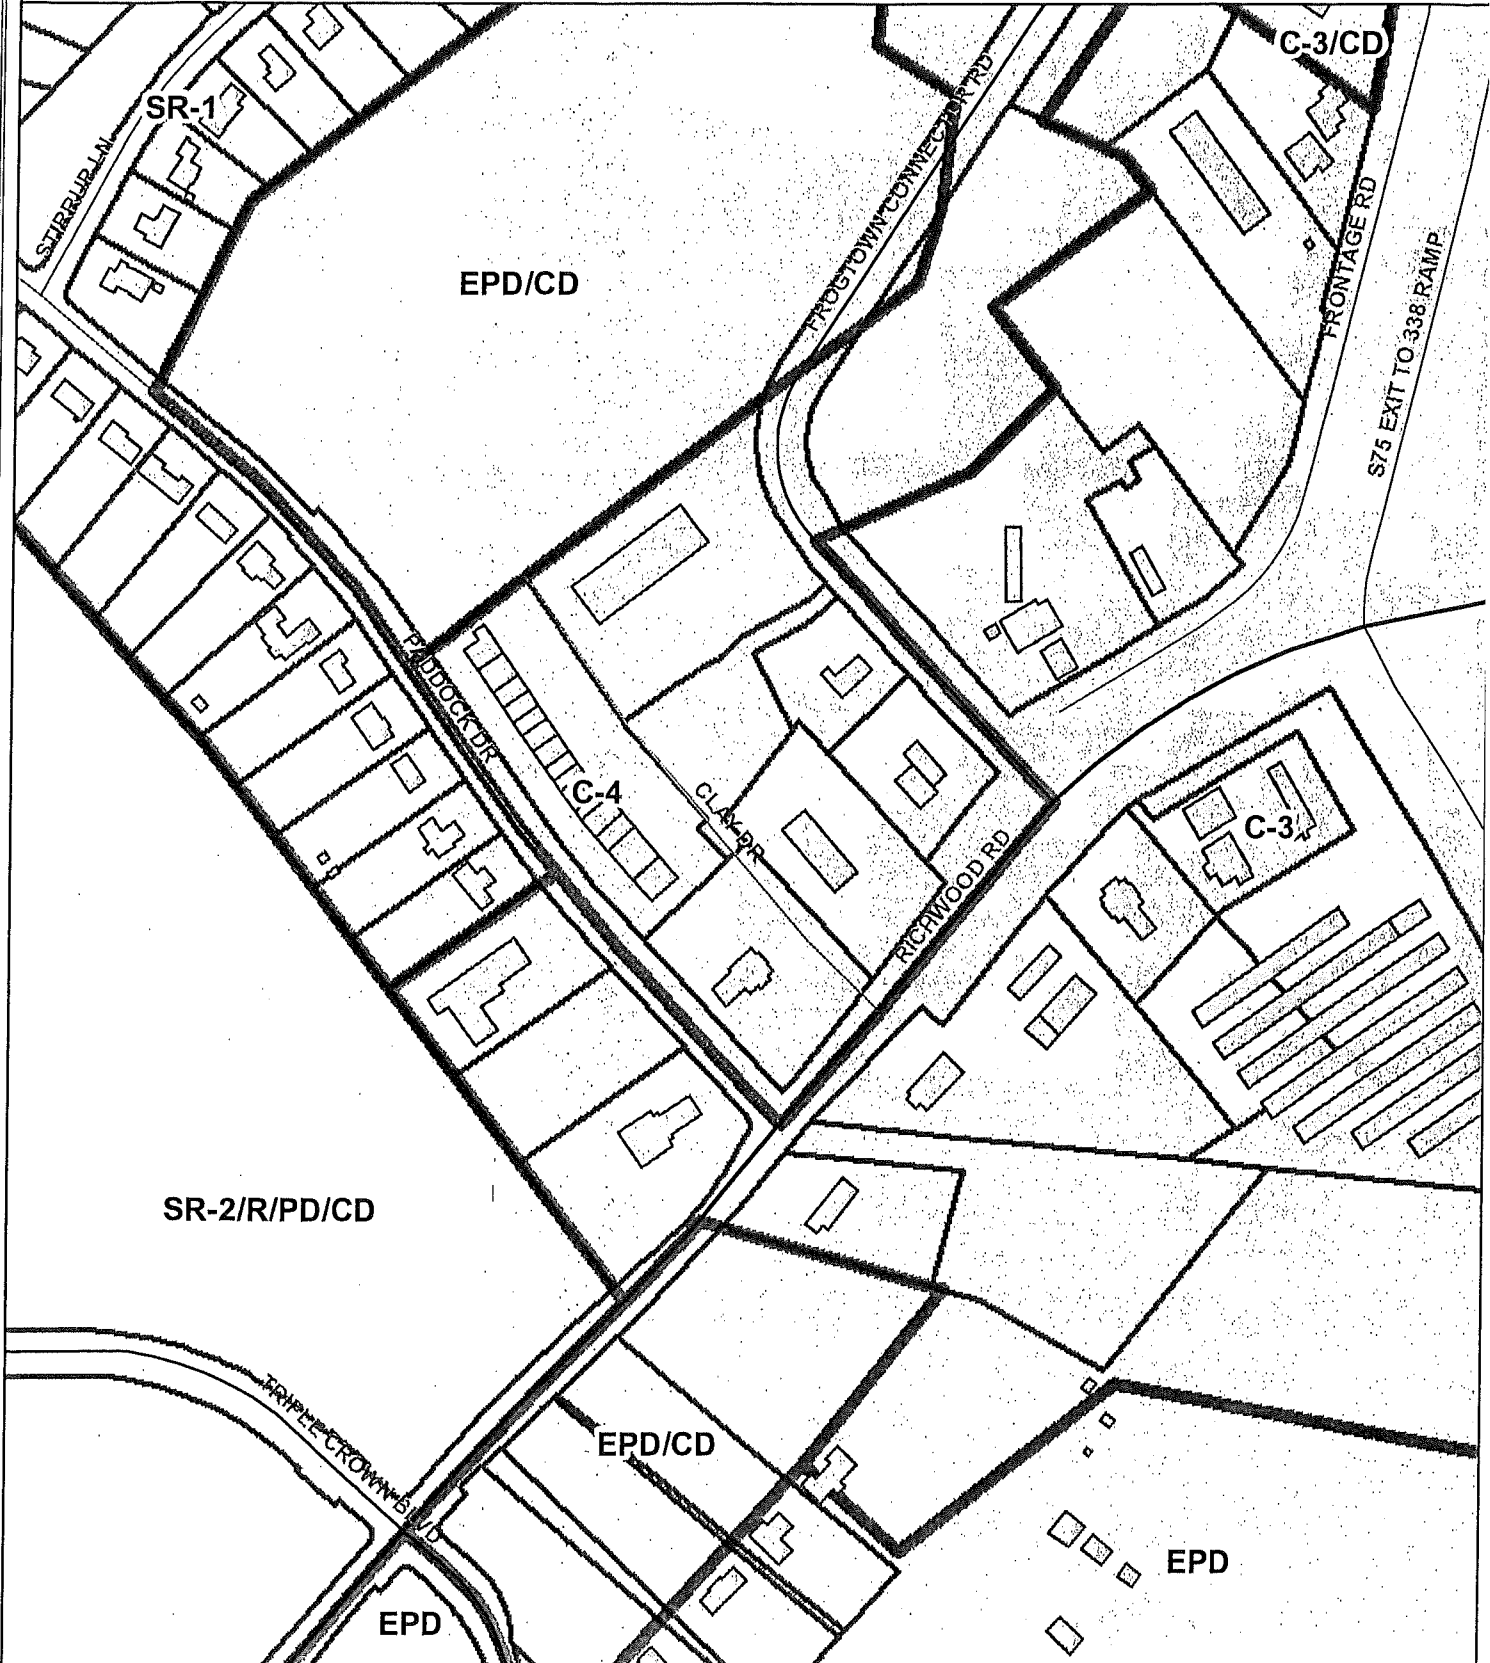 C-3/CD
SR-1
STIRRUP LN
FROGTOWN CONNECTOR RD
EPD/CD
FRONTAGE RD
S75 EXIT TO 338 RAMP
PADDOCK DR
C-4
CLAY DR
C-3
RICHWOOD RD
SR-2/R/PD/CD
TRIPLE CROWN BLVD
EPD/CD
EPD
EPD